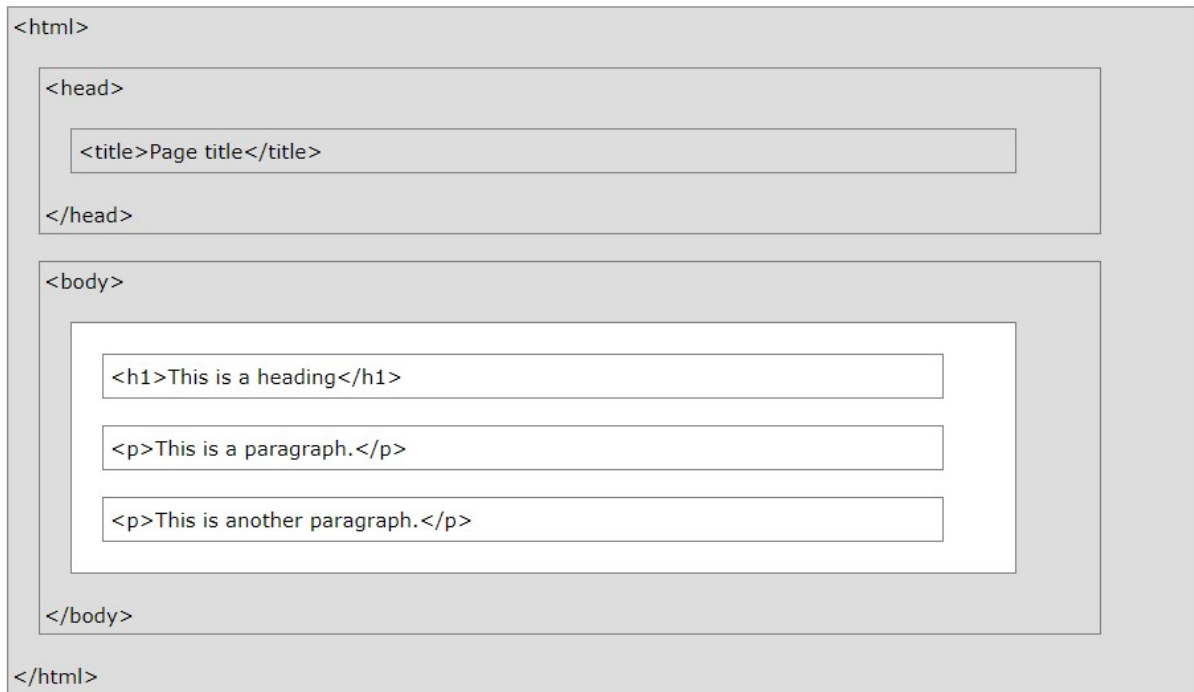 <html>
<head>
<title>Page title</title>
</head>
<body>
<h1>This is a heading</h1>
<p>This is a paragraph.</p>
<p>This is another paragraph.</p>
</body>
</html>